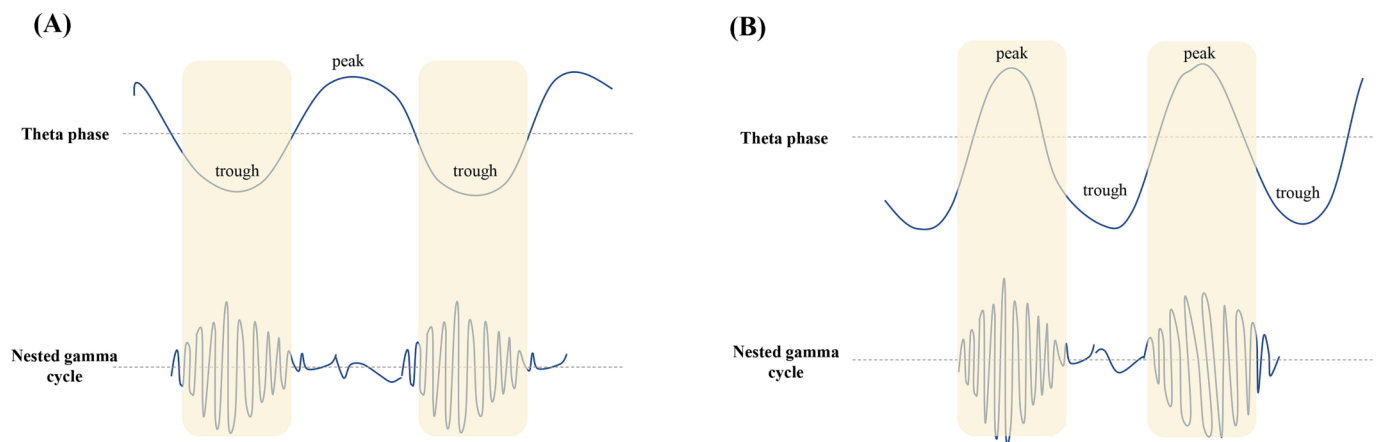 (A)
peak
Theta phase
trough
trough
Nested gamma
cycle
(B)
peak
peak
Theta phase
trough
trough
Nested gamma
cycle